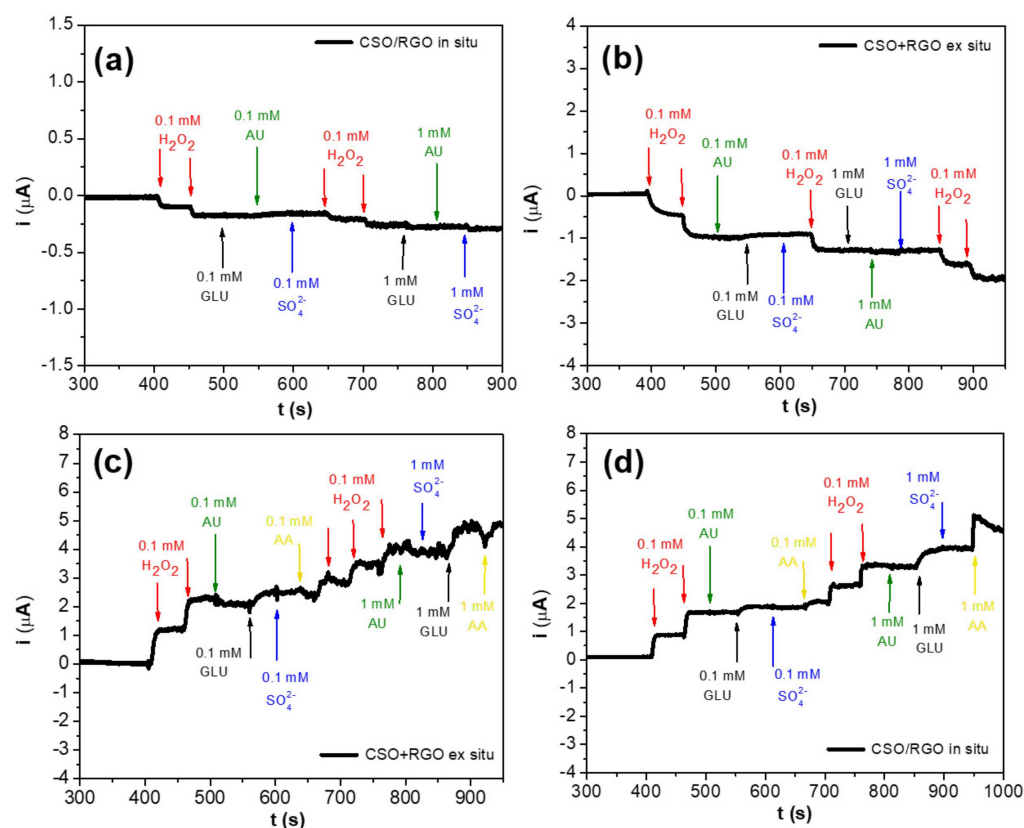 (a)
CSO/RGO in situ
1.5
1.0
0.5
0.0
-0.5
-1.0
-1.5
i (μA)
0.1 mM
H₂O₂
0.1 mM
AU
0.1 mM
H₂O₂
1 mM
AU
0.1 mM
GLU
0.1 mM
SO₄²⁻
1 mM
GLU
1 mM
SO₄²⁻
300 400 500 600 700 800 900
t (s)
(b)
CSO+RGO ex situ
4
3
2
1
0
-1
-2
-3
-4
i (μA)
0.1 mM
H₂O₂
0.1 mM
AU
0.1 mM
H₂O₂
1 mM
GLU
1 mM
SO₄²⁻
0.1 mM
H₂O₂
0.1 mM
GLU
0.1 mM
SO₄²⁻
1 mM
AU
300 400 500 600 700 800 900
t (s)
(c)
8
7
6
5
4
3
2
1
0
-1
-2
-3
-4
i (μA)
0.1 mM
H₂O₂
0.1 mM
AU
0.1 mM
AA
0.1 mM
H₂O₂
1 mM
SO₄²⁻
0.1 mM
GLU
0.1 mM
SO₄²⁻
1 mM
AU
1 mM
GLU
1 mM
AA
CSO+RGO ex situ
300 400 500 600 700 800 900
t (s)
(d)
8
7
6
5
4
3
2
1
0
-1
-2
-3
-4
i (μA)
0.1 mM
H₂O₂
0.1 mM
AU
0.1 mM
AA
0.1 mM
H₂O₂
1 mM
SO₄²⁻
0.1 mM
GLU
0.1 mM
SO₄²⁻
1 mM
AU
1 mM
GLU
1 mM
AA
CSO/RGO in situ
300 400 500 600 700 800 900 1000
t (s)